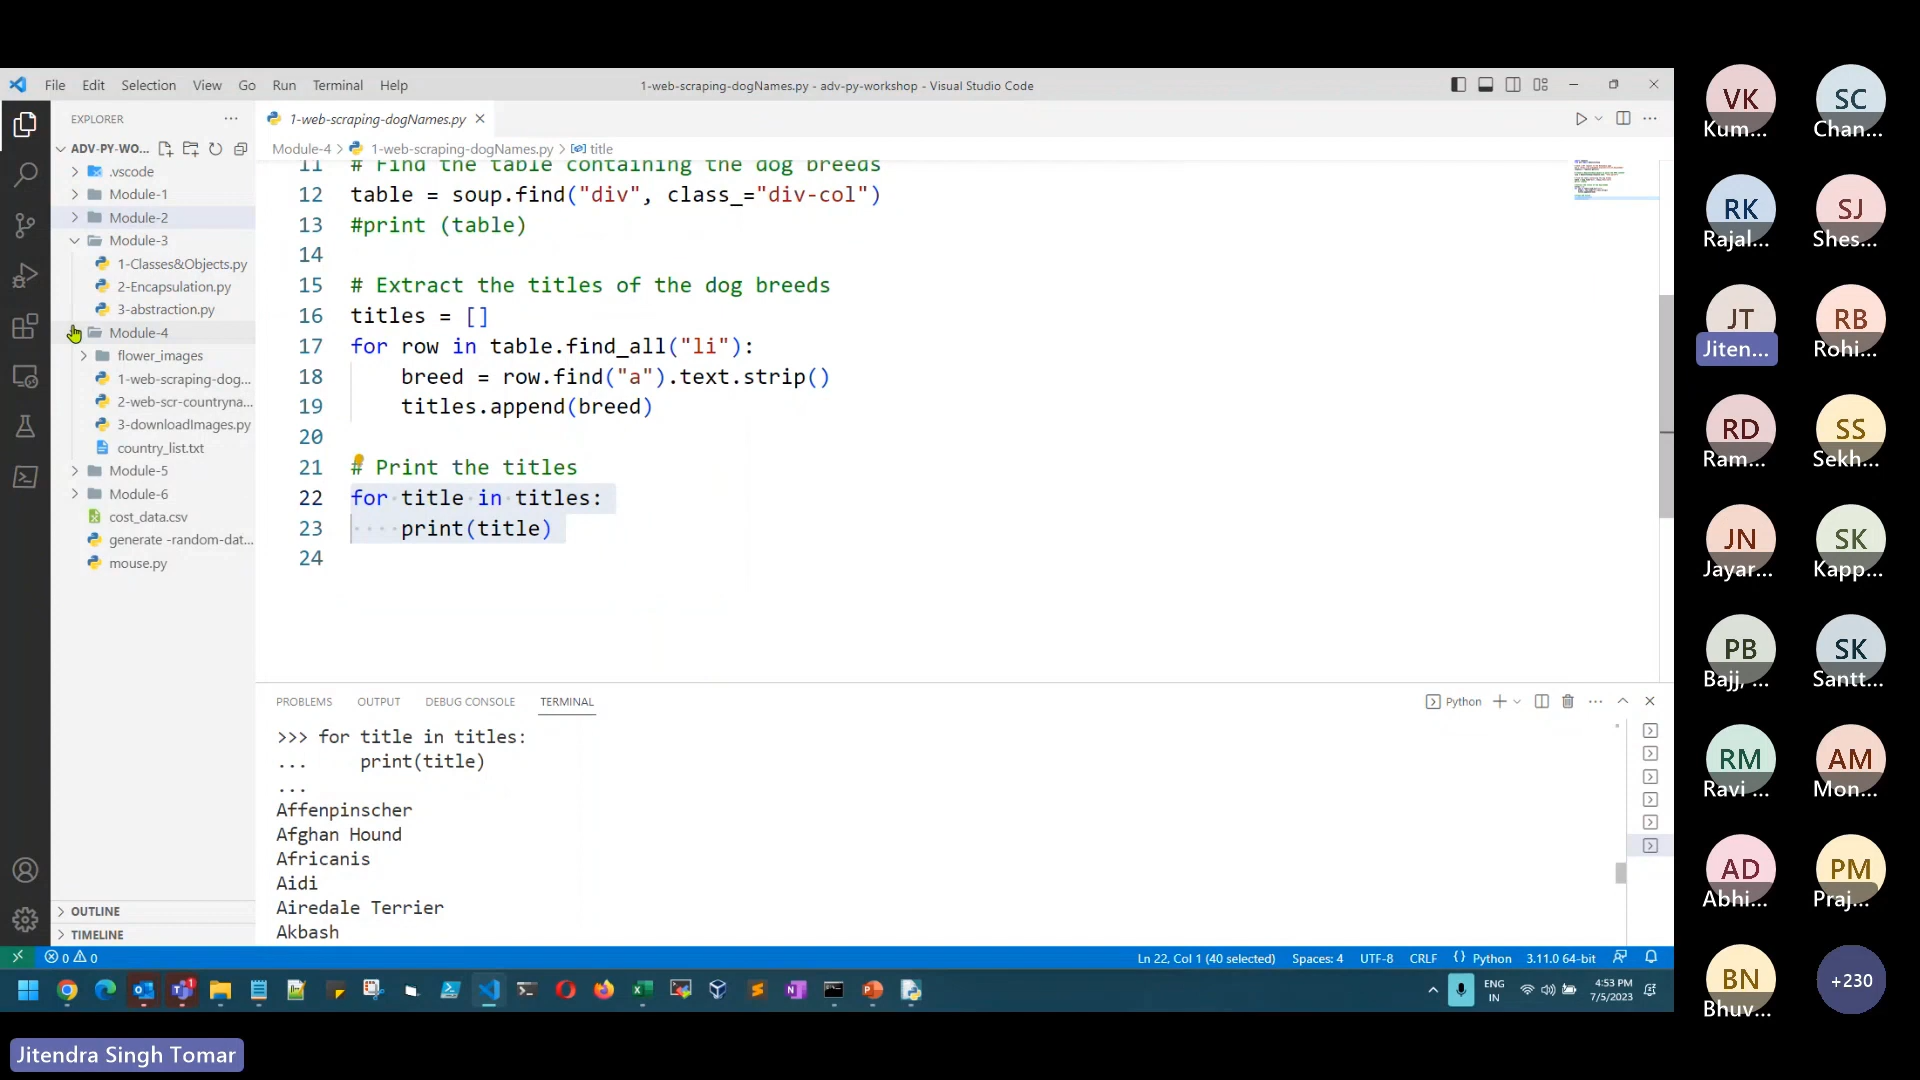 File Edit Selection View Go Run Terminal Help
1-web-scraping-dogNames.py - adv-py-workshop - Visual Studio Code
EXPLORER
ADV-PY-WO...
.vscode
Module-1
Module-2
Module-3
1-Classes&Objects.py
2-Encapsulation.py
3-abstraction.py
Module-4
flower_images
1-web-scraping-dog...
2-web-scr-countryna...
3-downloadImages.py
country_list.txt
Module-5
Module-6
cost_data.csv
generate -random-dat...
mouse.py
OUTLINE
TIMELINE
1-web-scraping-dogNames.py
Module-4 > 1-web-scraping-dogNames.py > title
11 # Find the table containing the dog breeds
12 table = soup.find("div", class_="div-col")
13 #print (table)
14
15 # Extract the titles of the dog breeds
16 titles = []
17 for row in table.find_all("li"):
18     breed = row.find("a").text.strip()
19     titles.append(breed)
20
21 # Print the titles
22 for title in titles:
23     print(title)
24
PROBLEMS OUTPUT DEBUG CONSOLE TERMINAL
Python
>>> for title in titles:
...     print(title)
...
Affenpinscher
Afghan Hound
Africanis
Aidi
Airedale Terrier
Akbash
0 0
Ln 22, Col 1 (40 selected) Spaces: 4 UTF-8 CRLF Python 3.11.0 64-bit
ENG
IN
4:53 PM
7/5/2023
VK SC
Kum... Chan...
RK SJ
Rajal... Shes...
JT RB
Jiten... Rohi...
RD SS
Ram... Sekh...
JN SK
Jayar... Kapp...
PB SK
Bajj, ... Santt...
RM AM
Ravi ... Mon...
AD PM
Abhi... Praj...
BN +230
Bhuv...
Jitendra Singh Tomar